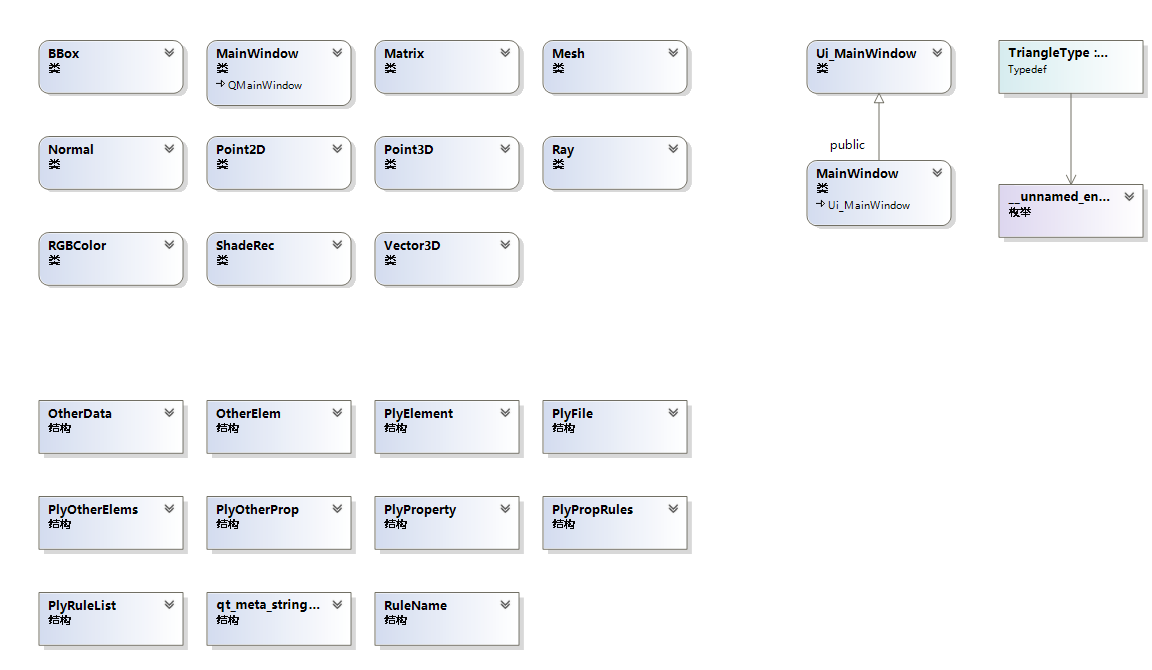 BBox
类
MainWindow
类
QMainWindow
Matrix
类
Mesh
类
Ui_MainWindow
类
TriangleType :...
Typedef
public
Normal
类
Point2D
类
Point3D
类
Ray
类
MainWindow
类
Ui_MainWindow
__unnamed_en...
枚举
RGBColor
类
ShadeRec
类
Vector3D
类
OtherData
结构
OtherElem
结构
PlyElement
结构
PlyFile
结构
PlyOtherElems
结构
PlyOtherProp
结构
PlyProperty
结构
PlyPropRules
结构
PlyRuleList
结构
qt_meta_string...
结构
RuleName
结构